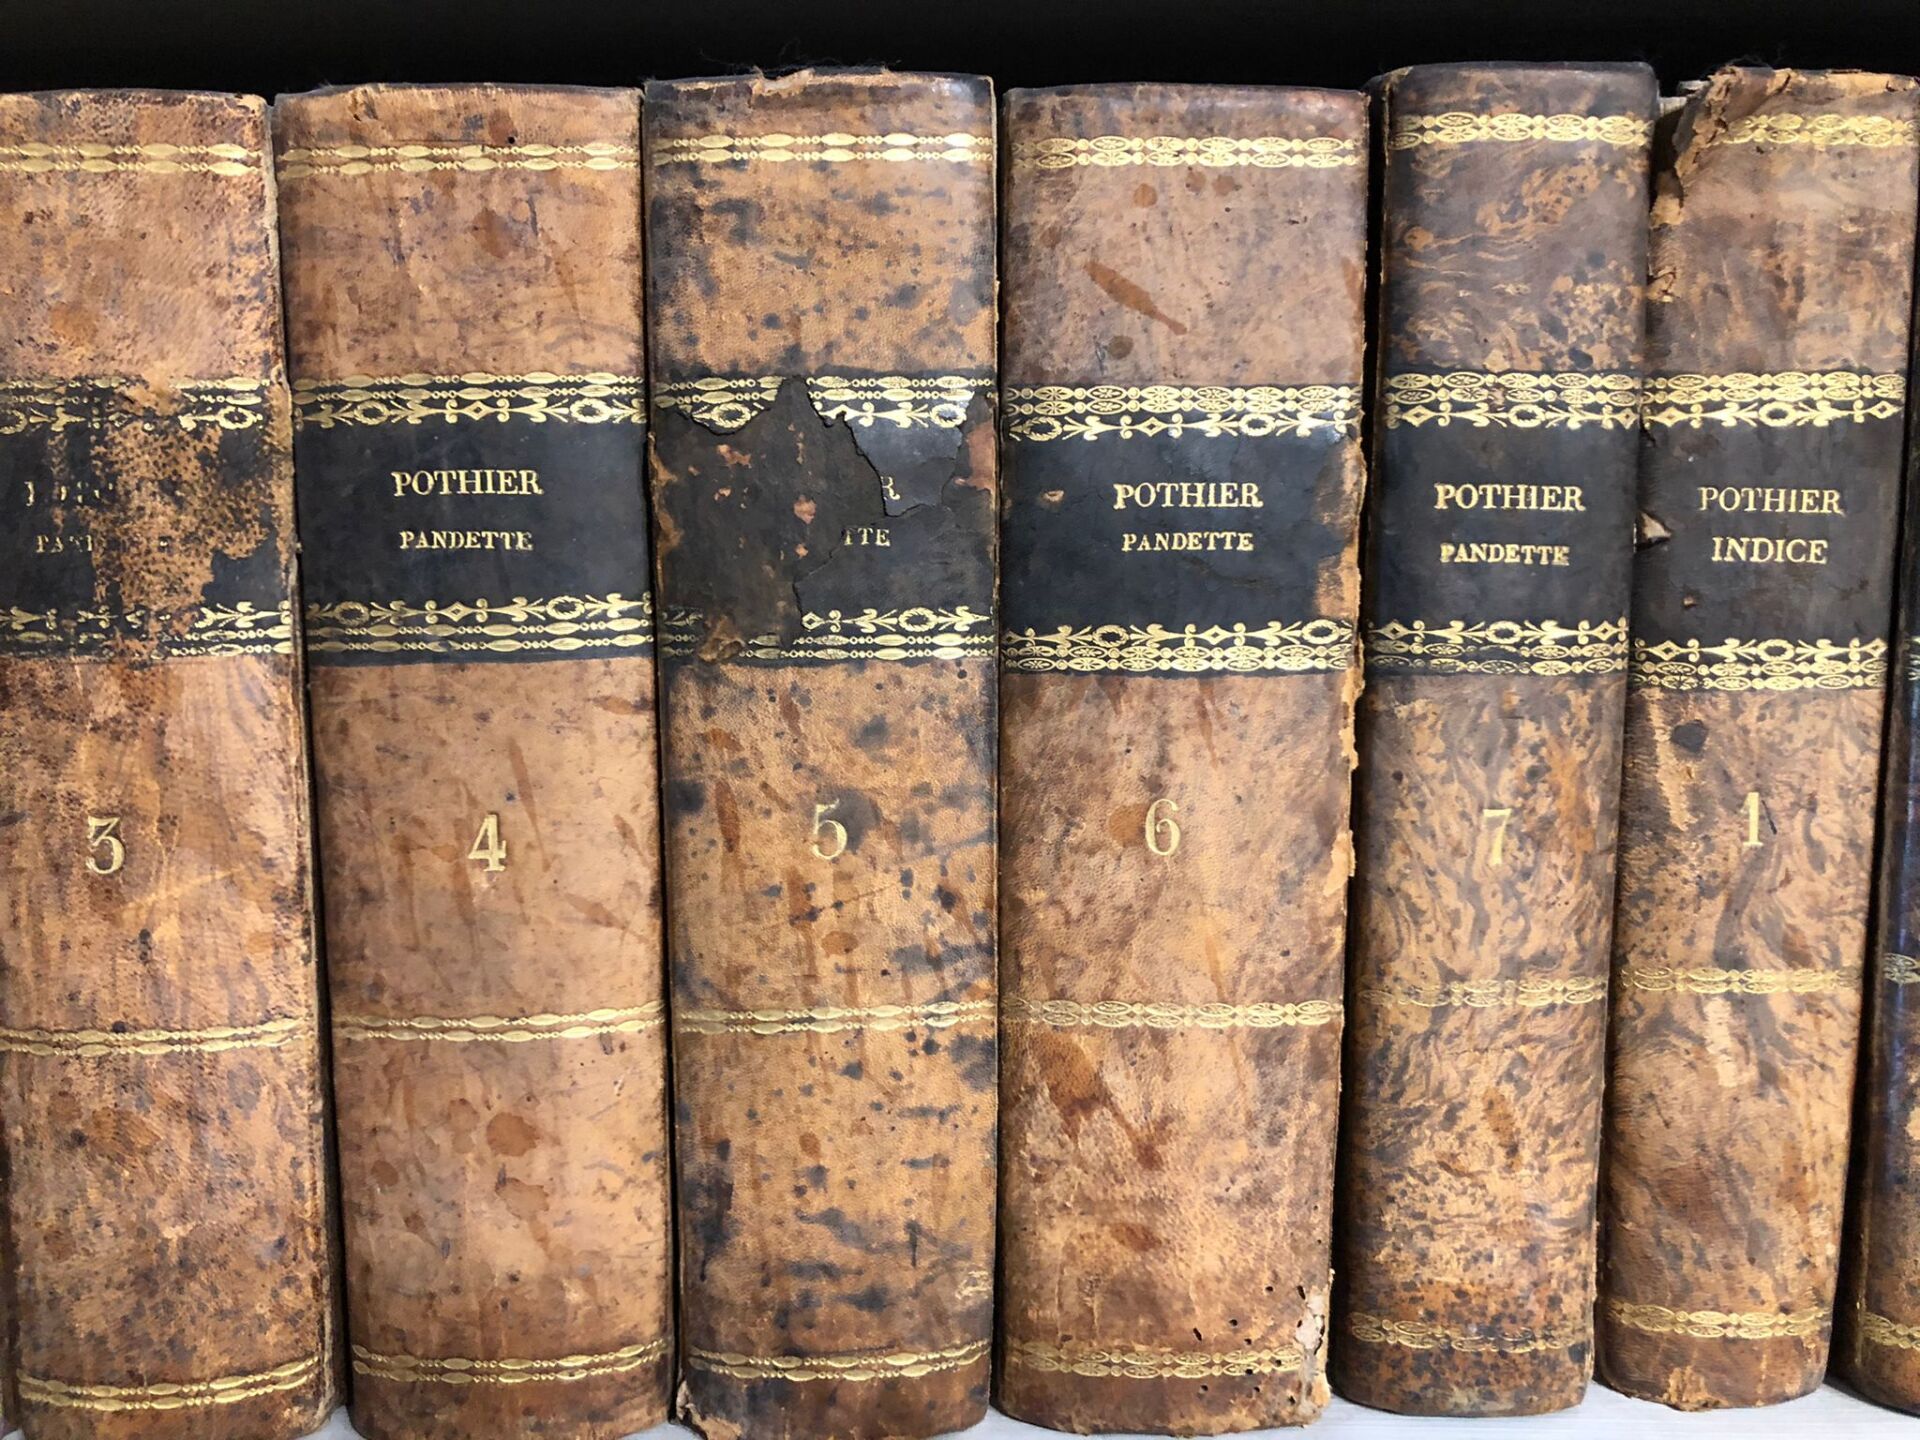 3
POTHIER
PANDETTE
4
5
POTHIER
PANDETTE
6
POTHIER
PANDETTE
7
POTHIER
INDICE
1